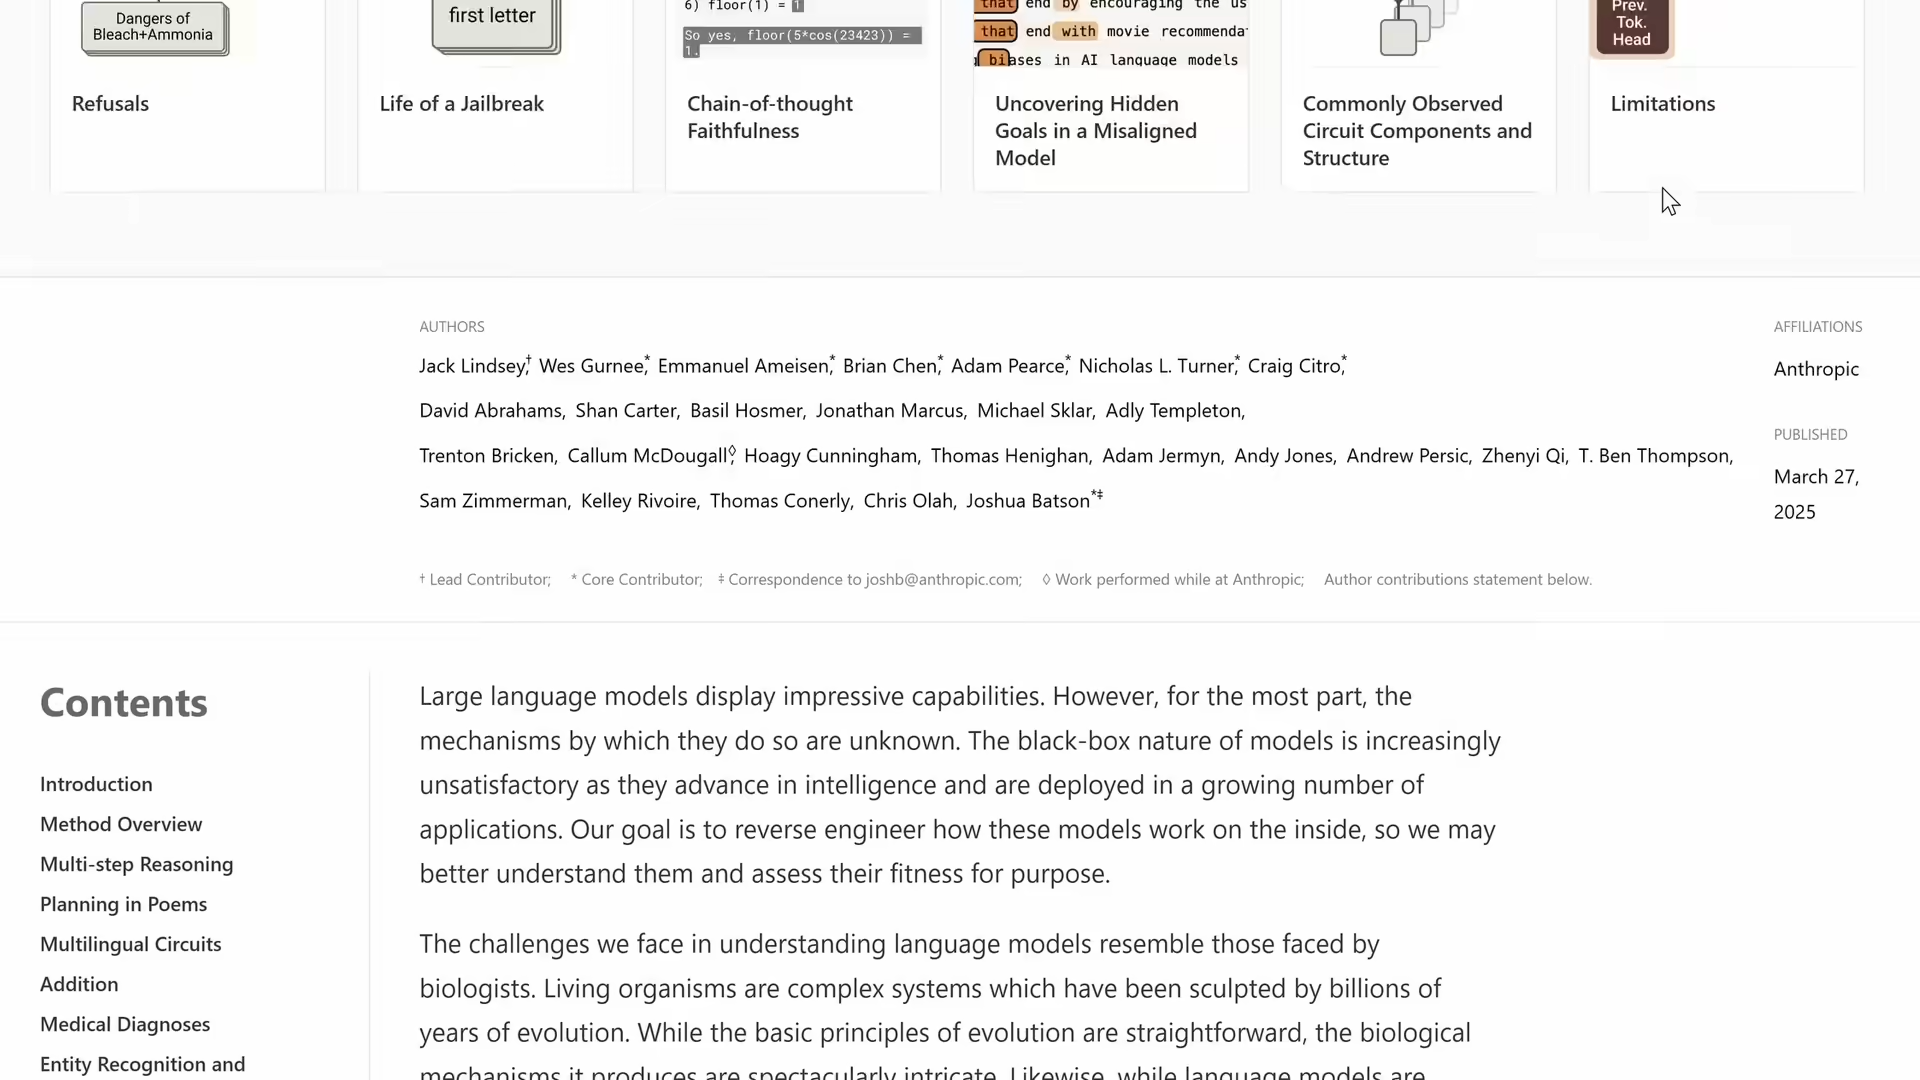 Dangers of
Bleach+Ammonia
first letter
6) floor(1) = 1
So yes, floor(5*cos(23423)) =
1.
that end by encouraging the us
that end with movie recommenda
biases in AI language models
Prev.
Tok.
Head
Refusals
Life of a Jailbreak
Chain-of-thought
Faithfulness
Uncovering Hidden
Goals in a Misaligned
Model
Commonly Observed
Circuit Components and
Structure
Limitations
AUTHORS
Jack Lindsey†, Wes Gurnee*, Emmanuel Ameisen*, Brian Chen*, Adam Pearce*, Nicholas L. Turner*, Craig Citro*,
David Abrahams, Shan Carter, Basil Hosmer, Jonathan Marcus, Michael Sklar, Adly Templeton,
Trenton Bricken, Callum McDougall◊, Hoagy Cunningham, Thomas Henighan, Adam Jermyn, Andy Jones, Andrew Persic, Zhenyi Qi, T. Ben Thompson,
Sam Zimmerman, Kelley Rivoire, Thomas Conerly, Chris Olah, Joshua Batson*‡
† Lead Contributor; * Core Contributor; ‡ Correspondence to joshb@anthropic.com; ◊ Work performed while at Anthropic; Author contributions statement below.
AFFILIATIONS
Anthropic
PUBLISHED
March 27,
2025
Contents
Introduction
Method Overview
Multi-step Reasoning
Planning in Poems
Multilingual Circuits
Addition
Medical Diagnoses
Entity Recognition and
Large language models display impressive capabilities. However, for the most part, the
mechanisms by which they do so are unknown. The black-box nature of models is increasingly
unsatisfactory as they advance in intelligence and are deployed in a growing number of
applications. Our goal is to reverse engineer how these models work on the inside, so we may
better understand them and assess their fitness for purpose.
The challenges we face in understanding language models resemble those faced by
biologists. Living organisms are complex systems which have been sculpted by billions of
years of evolution. While the basic principles of evolution are straightforward, the biological
mechanisms it produces are spectacularly intricate. Likewise, while language models are